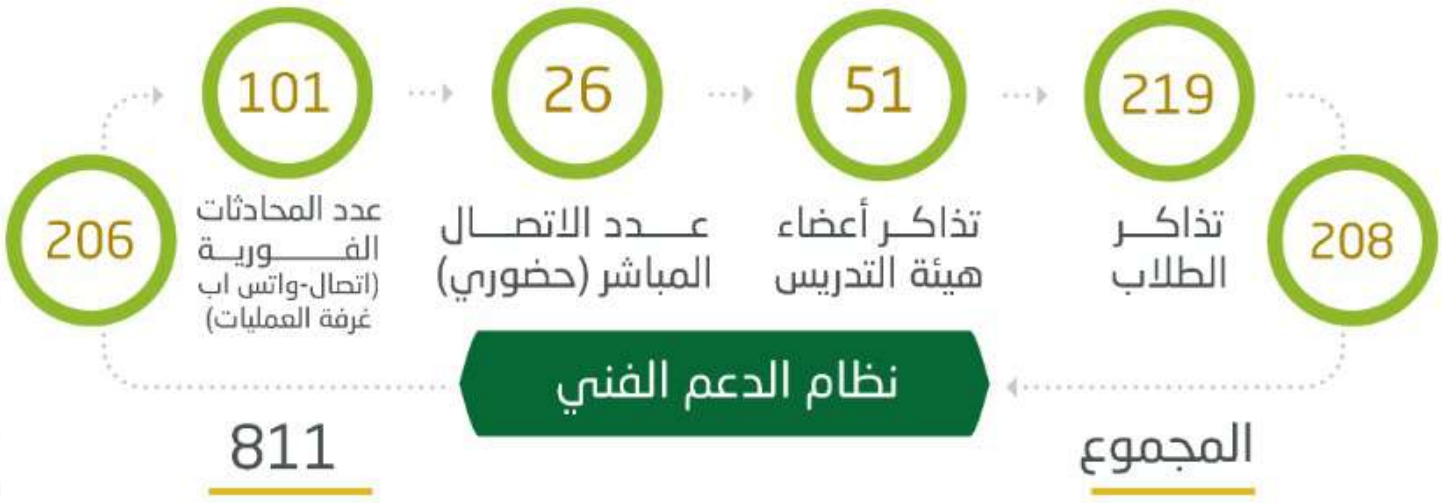 219
51
26
101
208
تذاكر
الطلاب
تذاكر أعضاء
هيئة التدريس
عدد الاتصال
المباشر (حضوري)
عدد المحادثات
الفورية
(اتصال-واتس اب
غرفة العمليات)
206
نظام الدعم الفني
المجموع
811